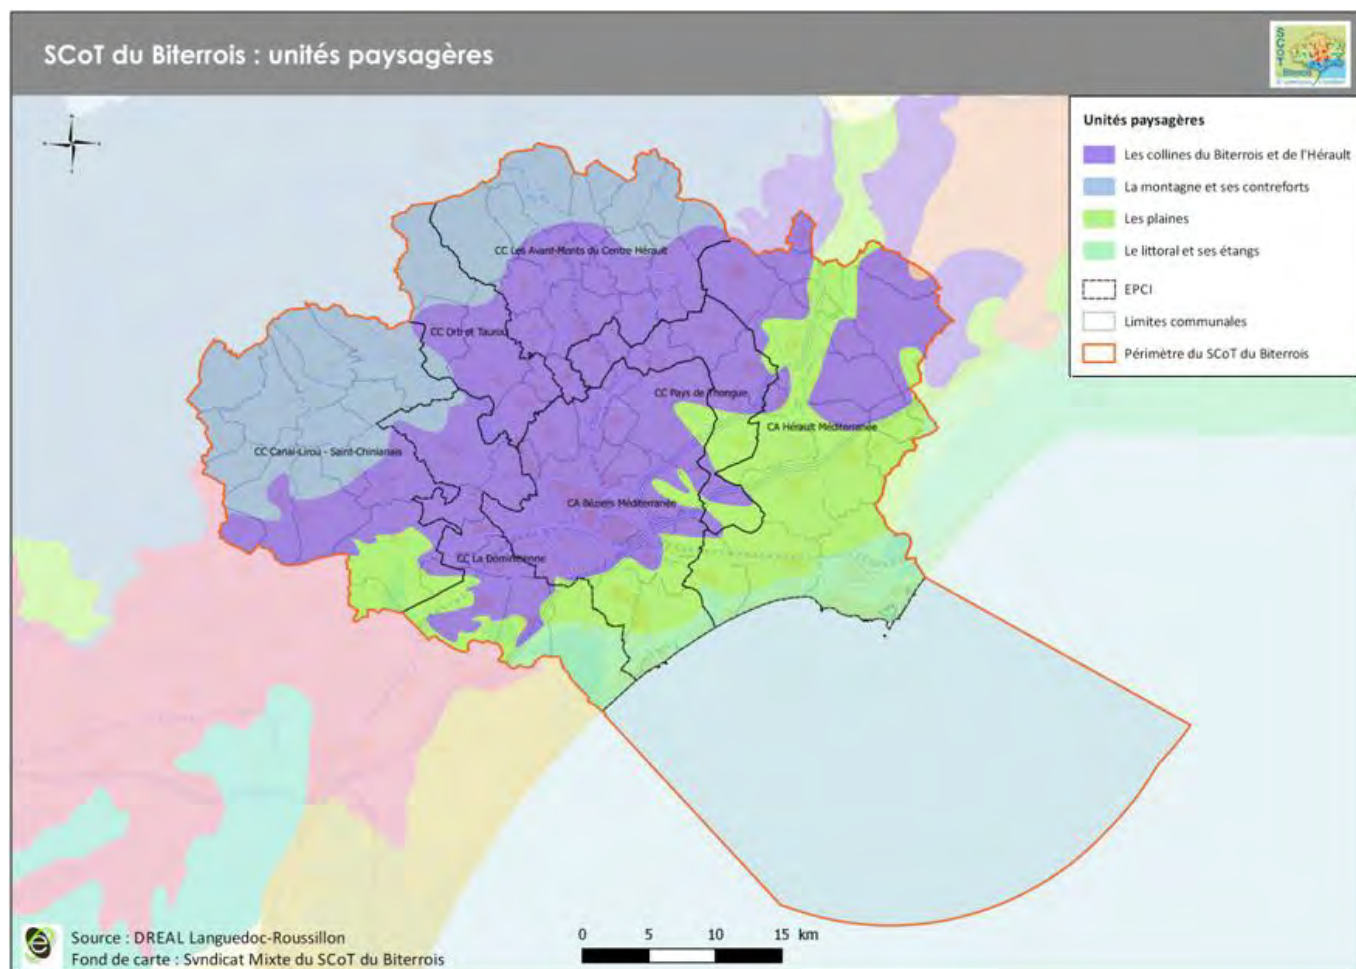 SCoT du Biterrois : unités paysagères
SCOT
Biterrois
Unités paysagères
Les collines du Biterrois et de l'Hérault
La montagne et ses contreforts
Les plaines
Le littoral et ses étangs
EPCI
Limites communales
Périmètre du SCoT du Biterrois
CC Les Avant-Monts du Centre Hérault
CC Orb et Taurou
CC Pays de Thongue
CA Hérault Méditerranée
CC Canal-Lirou - Saint-Chinianais
CA Béziers Méditerranée
CC La Domitienne
0 5 10 15 km
Source : DREAL Languedoc-Roussillon
Fond de carte : Syndicat Mixte du SCoT du Biterrois